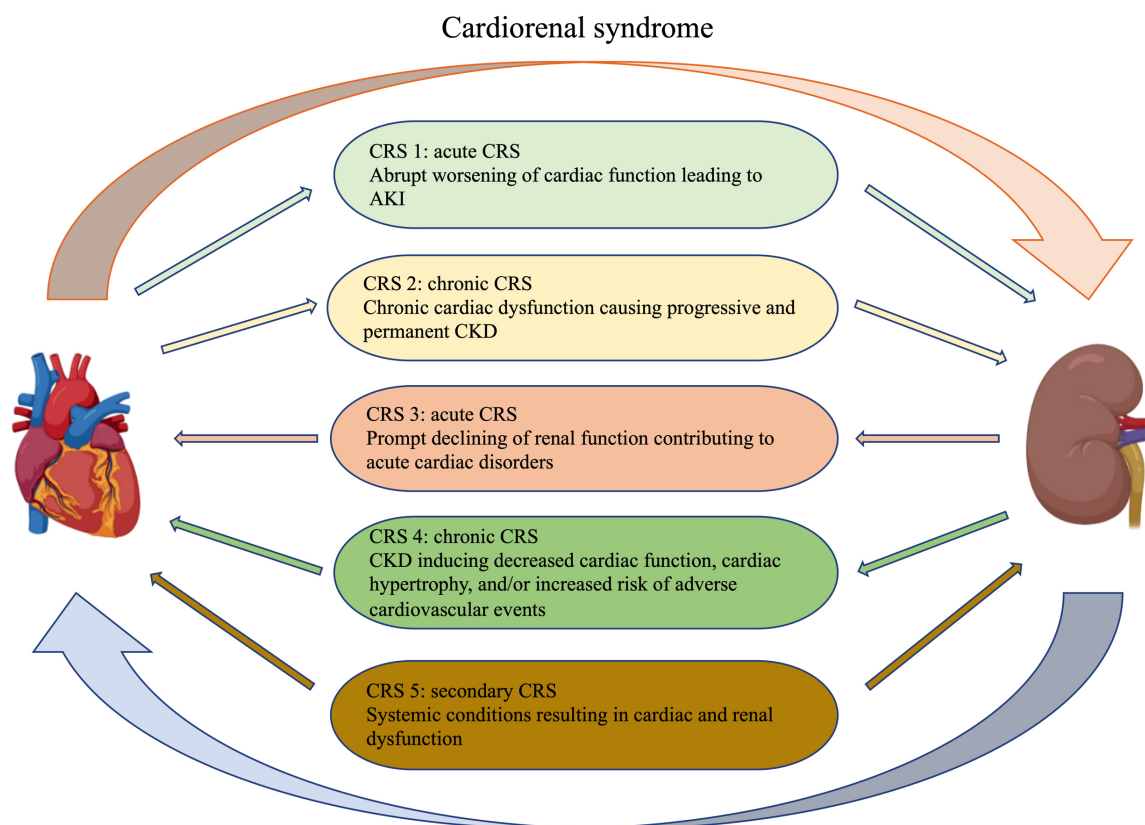 Cardiorenal syndrome
CRS 1: acute CRS
Abrupt worsening of cardiac function leading to
AKI
CRS 2: chronic CRS
Chronic cardiac dysfunction causing progressive and
permanent CKD
CRS 3: acute CRS
Prompt declining of renal function contributing to
acute cardiac disorders
CRS 4: chronic CRS
CKD inducing decreased cardiac function, cardiac
hypertrophy, and/or increased risk of adverse
cardiovascular events
CRS 5: secondary CRS
Systemic conditions resulting in cardiac and renal
dysfunction